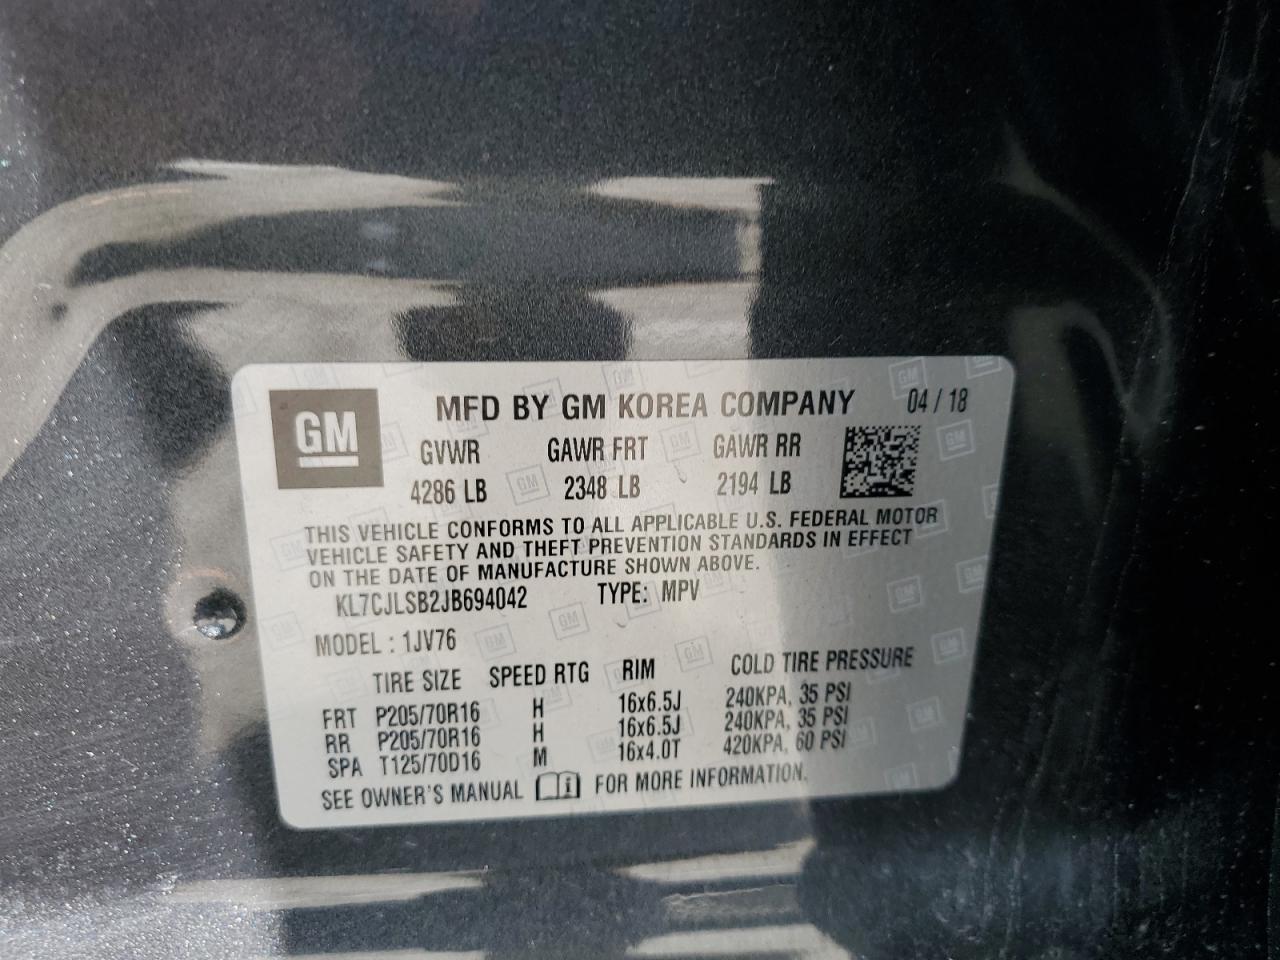 GM
MFD BY GM KOREA COMPANY 04 / 18
GVWR GAWR FRT GAWR RR
4286 LB 2348 LB 2194 LB
THIS VEHICLE CONFORMS TO ALL APPLICABLE U.S. FEDERAL MOTOR
VEHICLE SAFETY AND THEFT PREVENTION STANDARDS IN EFFECT
ON THE DATE OF MANUFACTURE SHOWN ABOVE.
KL7CJLSB2JB694042 TYPE: MPV
MODEL : 1JV76
TIRE SIZE SPEED RTG RIM COLD TIRE PRESSURE
FRT P205/70R16 H 16x6.5J 240KPA, 35 PSI
RR P205/70R16 H 16x6.5J 240KPA, 35 PSI
SPA T125/70D16 M 16x4.0T 420KPA, 60 PSI
SEE OWNER'S MANUAL FOR MORE INFORMATION.